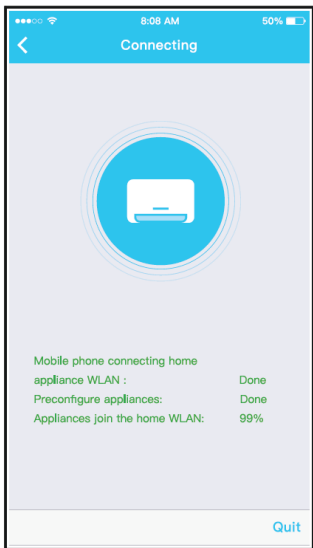 8:08 AM
50%
Connecting
Mobile phone connecting home
appliance WLAN : Done
Preconfigure appliances: Done
Appliances join the home WLAN: 99%
Quit